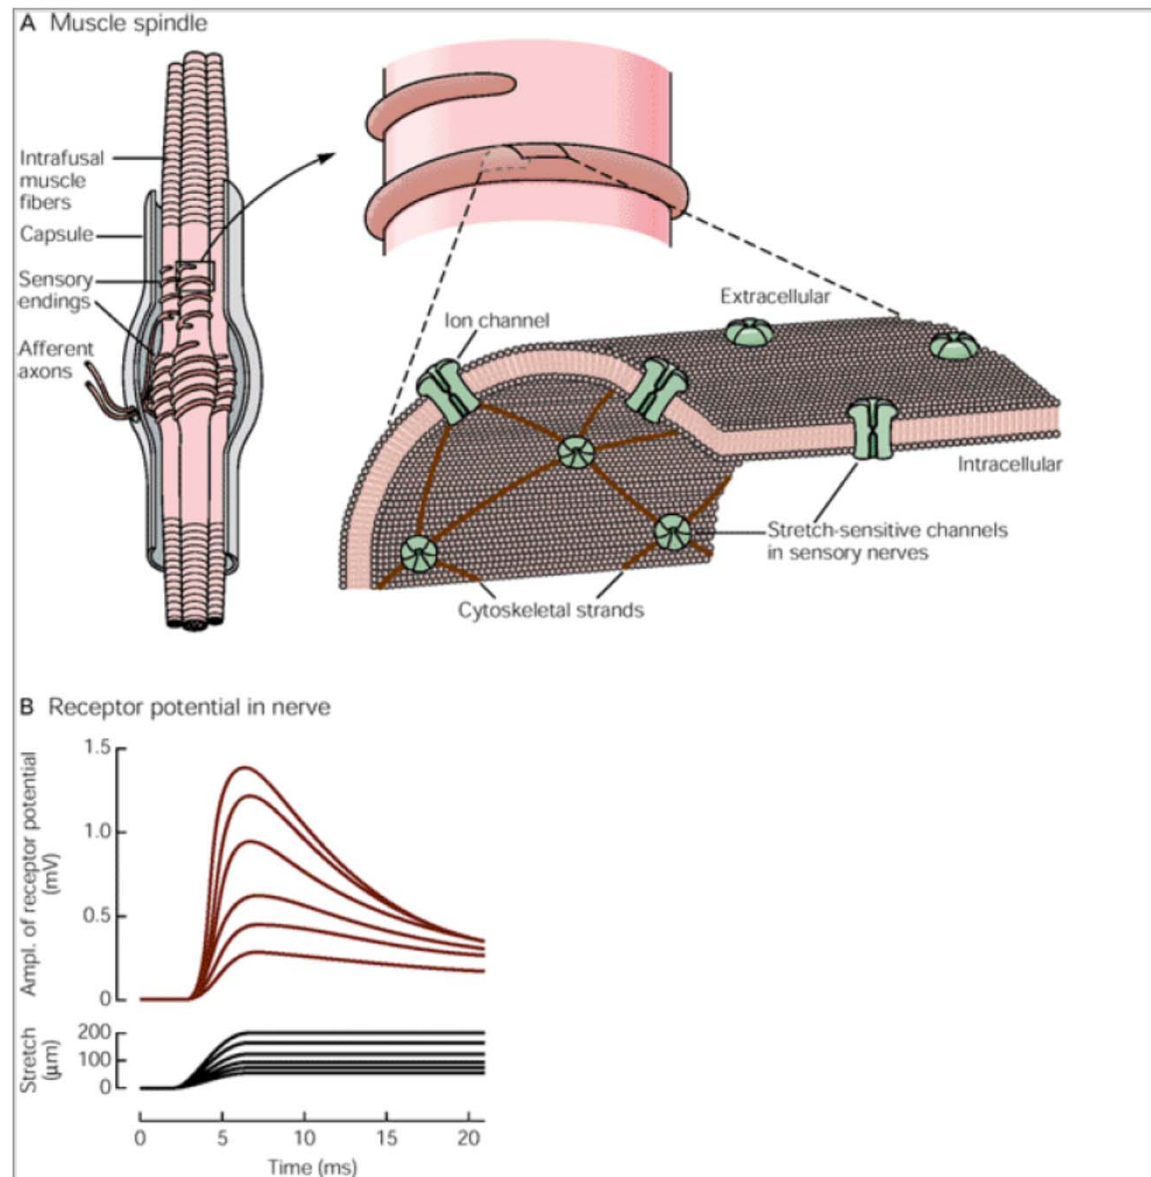 A Muscle spindle
Intrafusal
muscle
fibers
Capsule
Sensory
endings
Afferent
axons
Ion channel
Extracellular
Intracellular
Stretch-sensitive channels
in sensory nerves
Cytoskeletal strands
B Receptor potential in nerve
Ampl. of receptor potential
(mV)
1.5
1.0
0.5
0
Stretch
(μm)
200
100
0
0 5 10 15 20
Time (ms)